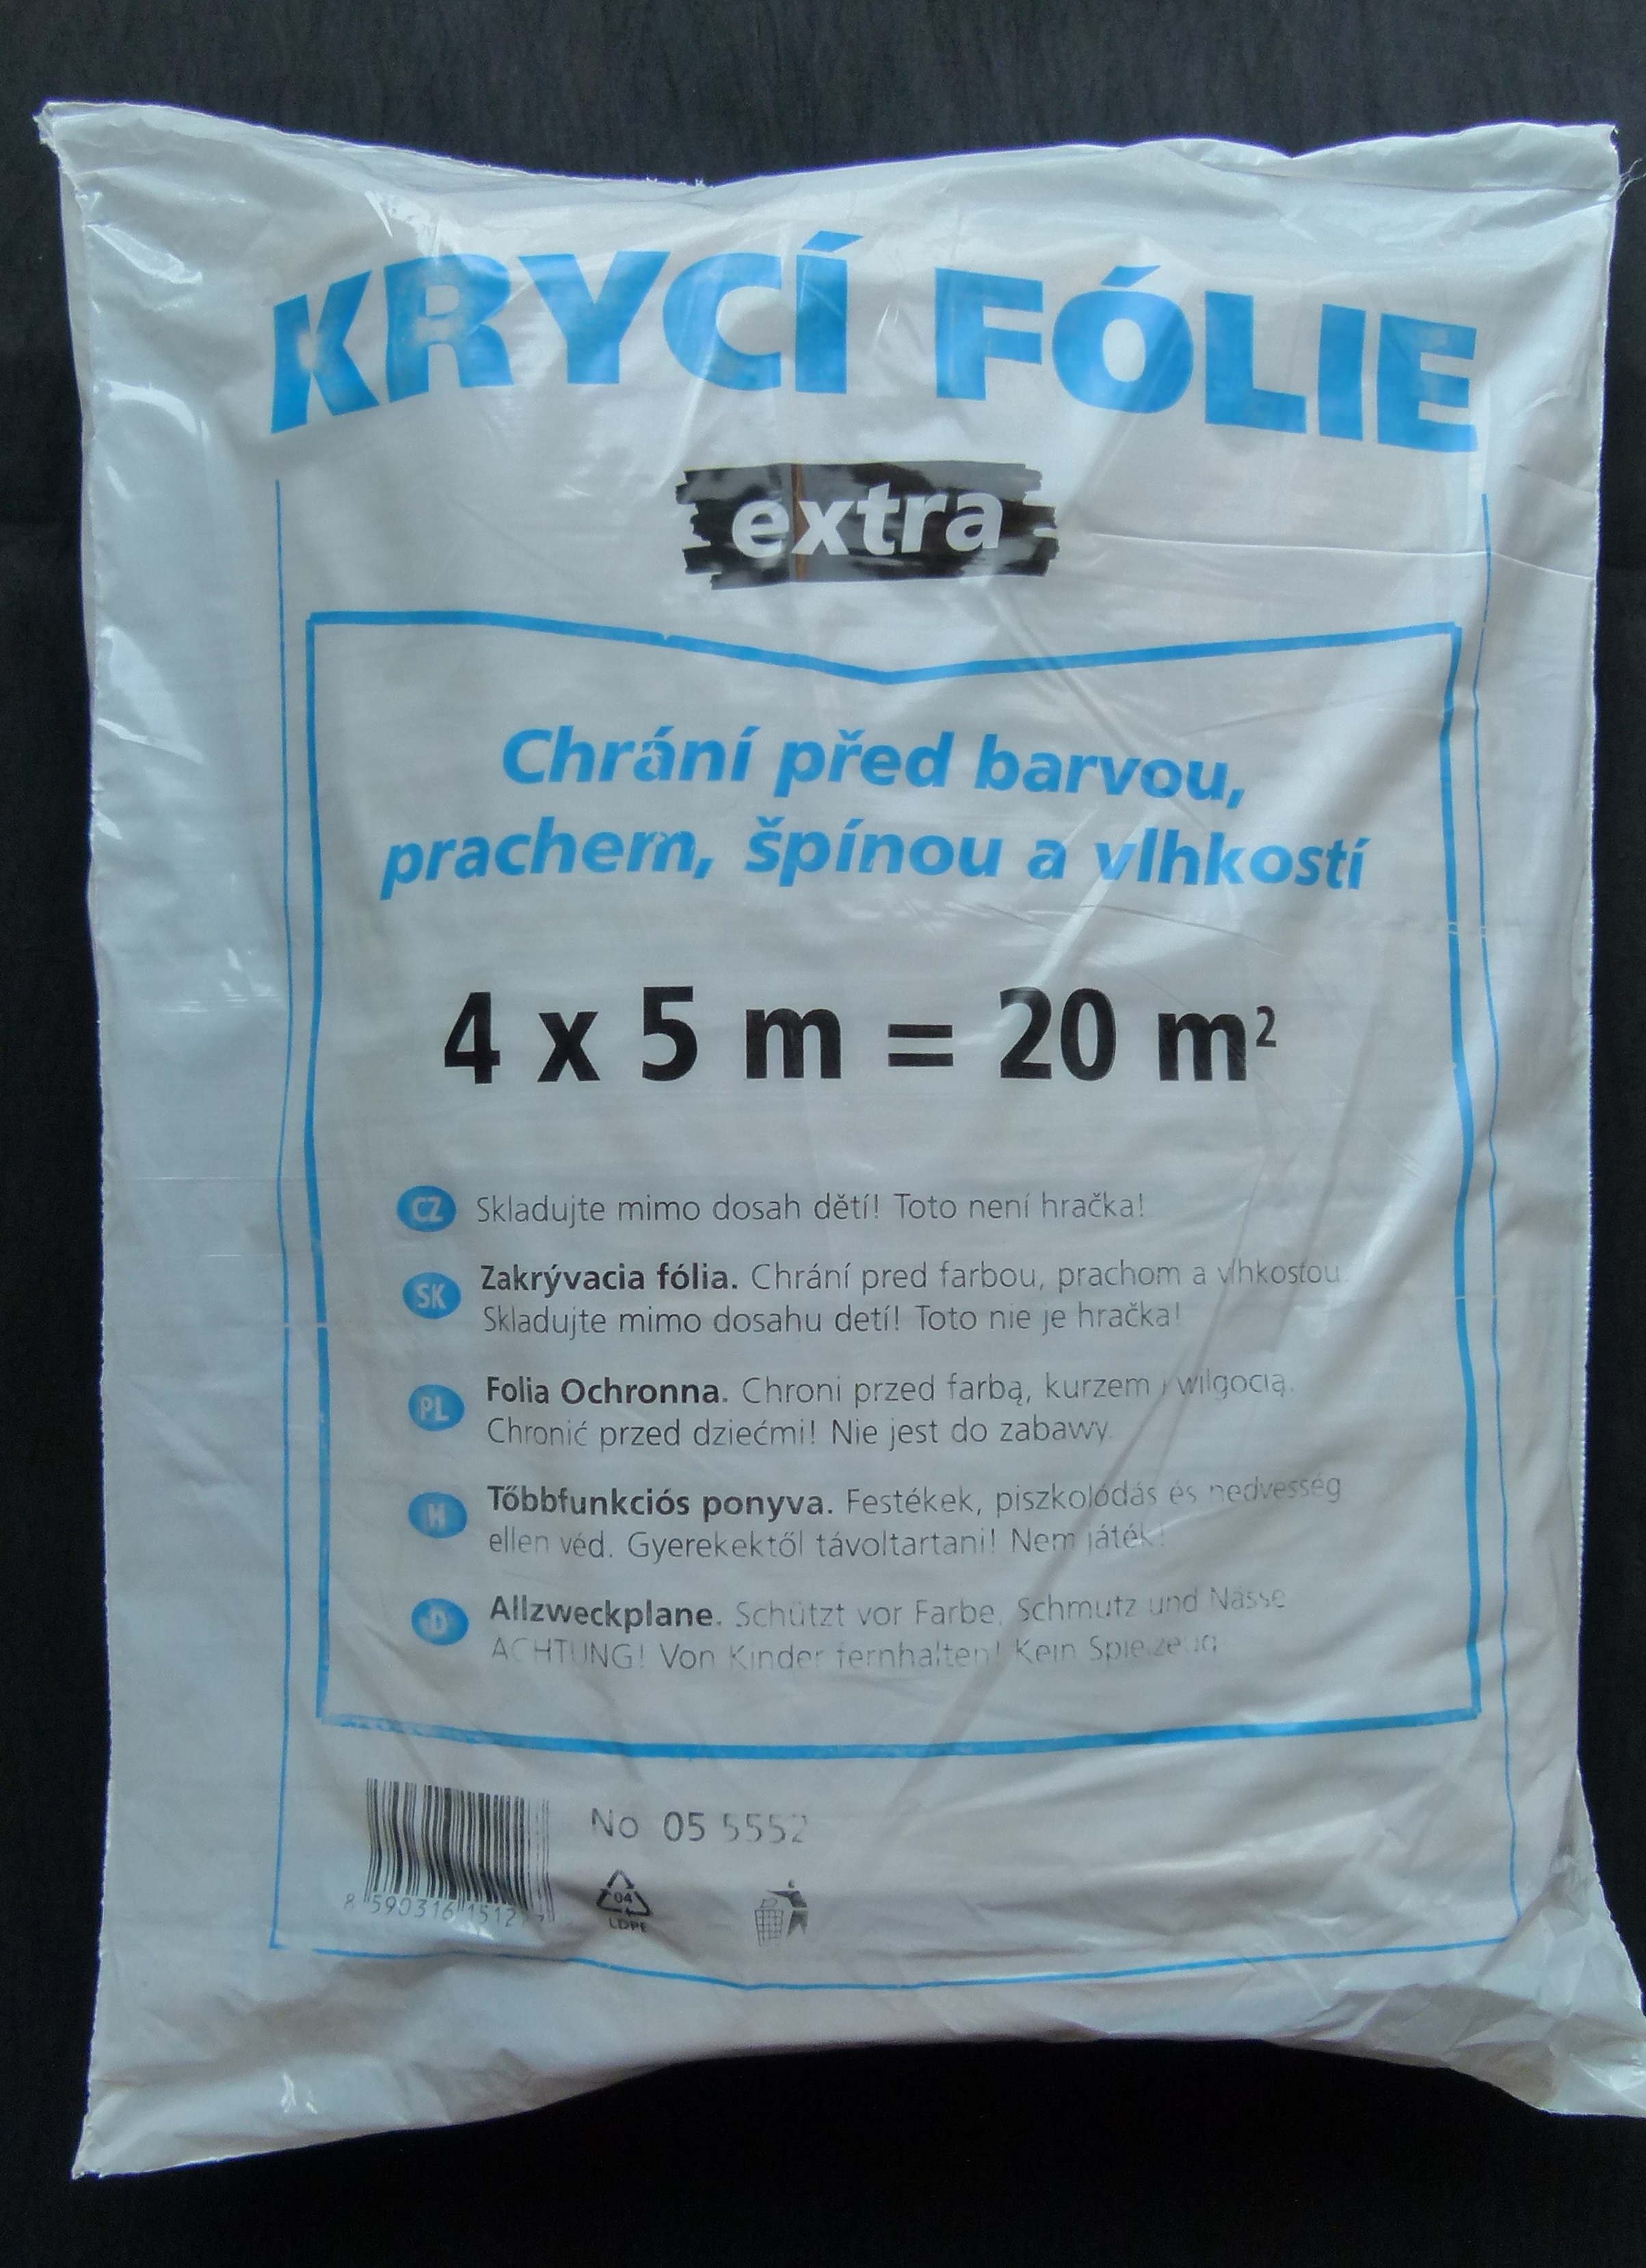 KRYCÍ FÓLIE
extra
Chrání před barvou,
prachem, špínou a vlhkostí
4 x 5 m = 20 m²
CZ Skladujte mimo dosah dětí! Toto není hračka!
SK Zakrývacia fólia. Chrání pred farbou, prachom a vlhkosťou.
Skladujte mimo dosahu detí! Toto nie je hračka!
PL Folia Ochronna. Chroni przed farbą, kurzem i wilgocią.
Chronić przed dziećmi! Nie jest do zabawy.
H Tőbbfunkciós ponyva. Festékek, piszkolódás és nedvesség
ellen véd. Gyerekektől távoltartani! Nem játék!
D Allzweckplane. Schützt vor Farbe, Schmutz und Nässe
ACHTUNG! Von Kinder fernhalten! Kein Spielzeug
No 05 5552
8 590316
04
LDPE